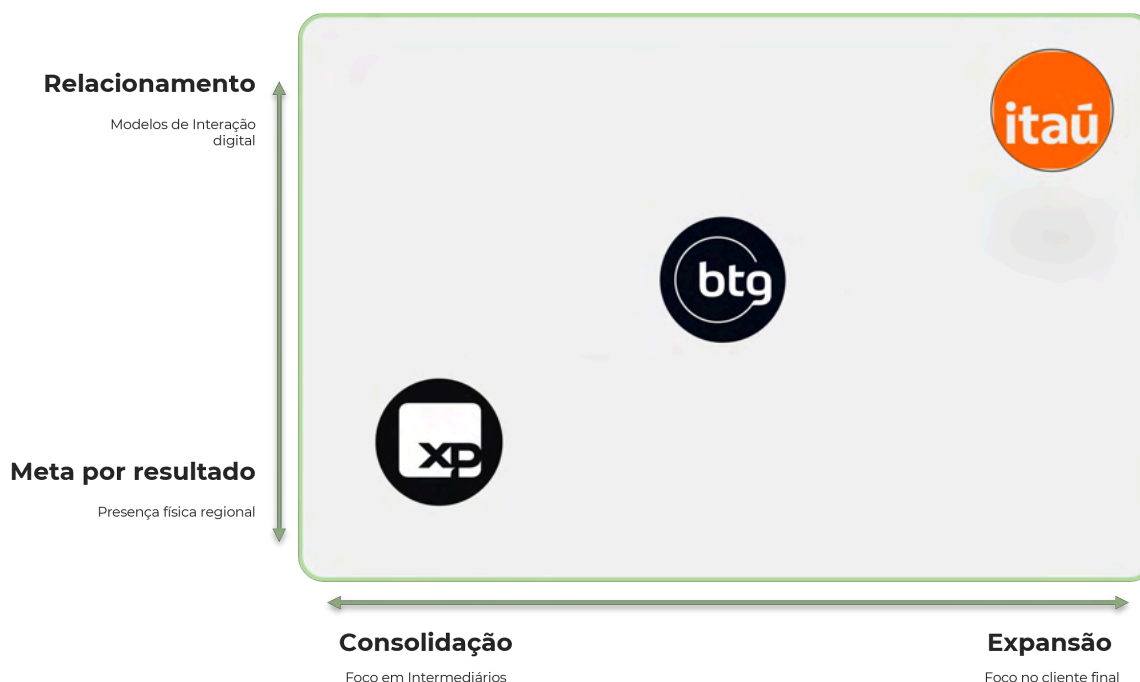 Relacionamento
Modelos de Interação
digital
itaú
btg
xp
Meta por resultado
Presença física regional
Consolidação
Expansão
Foco em Intermediários
Foco no cliente final